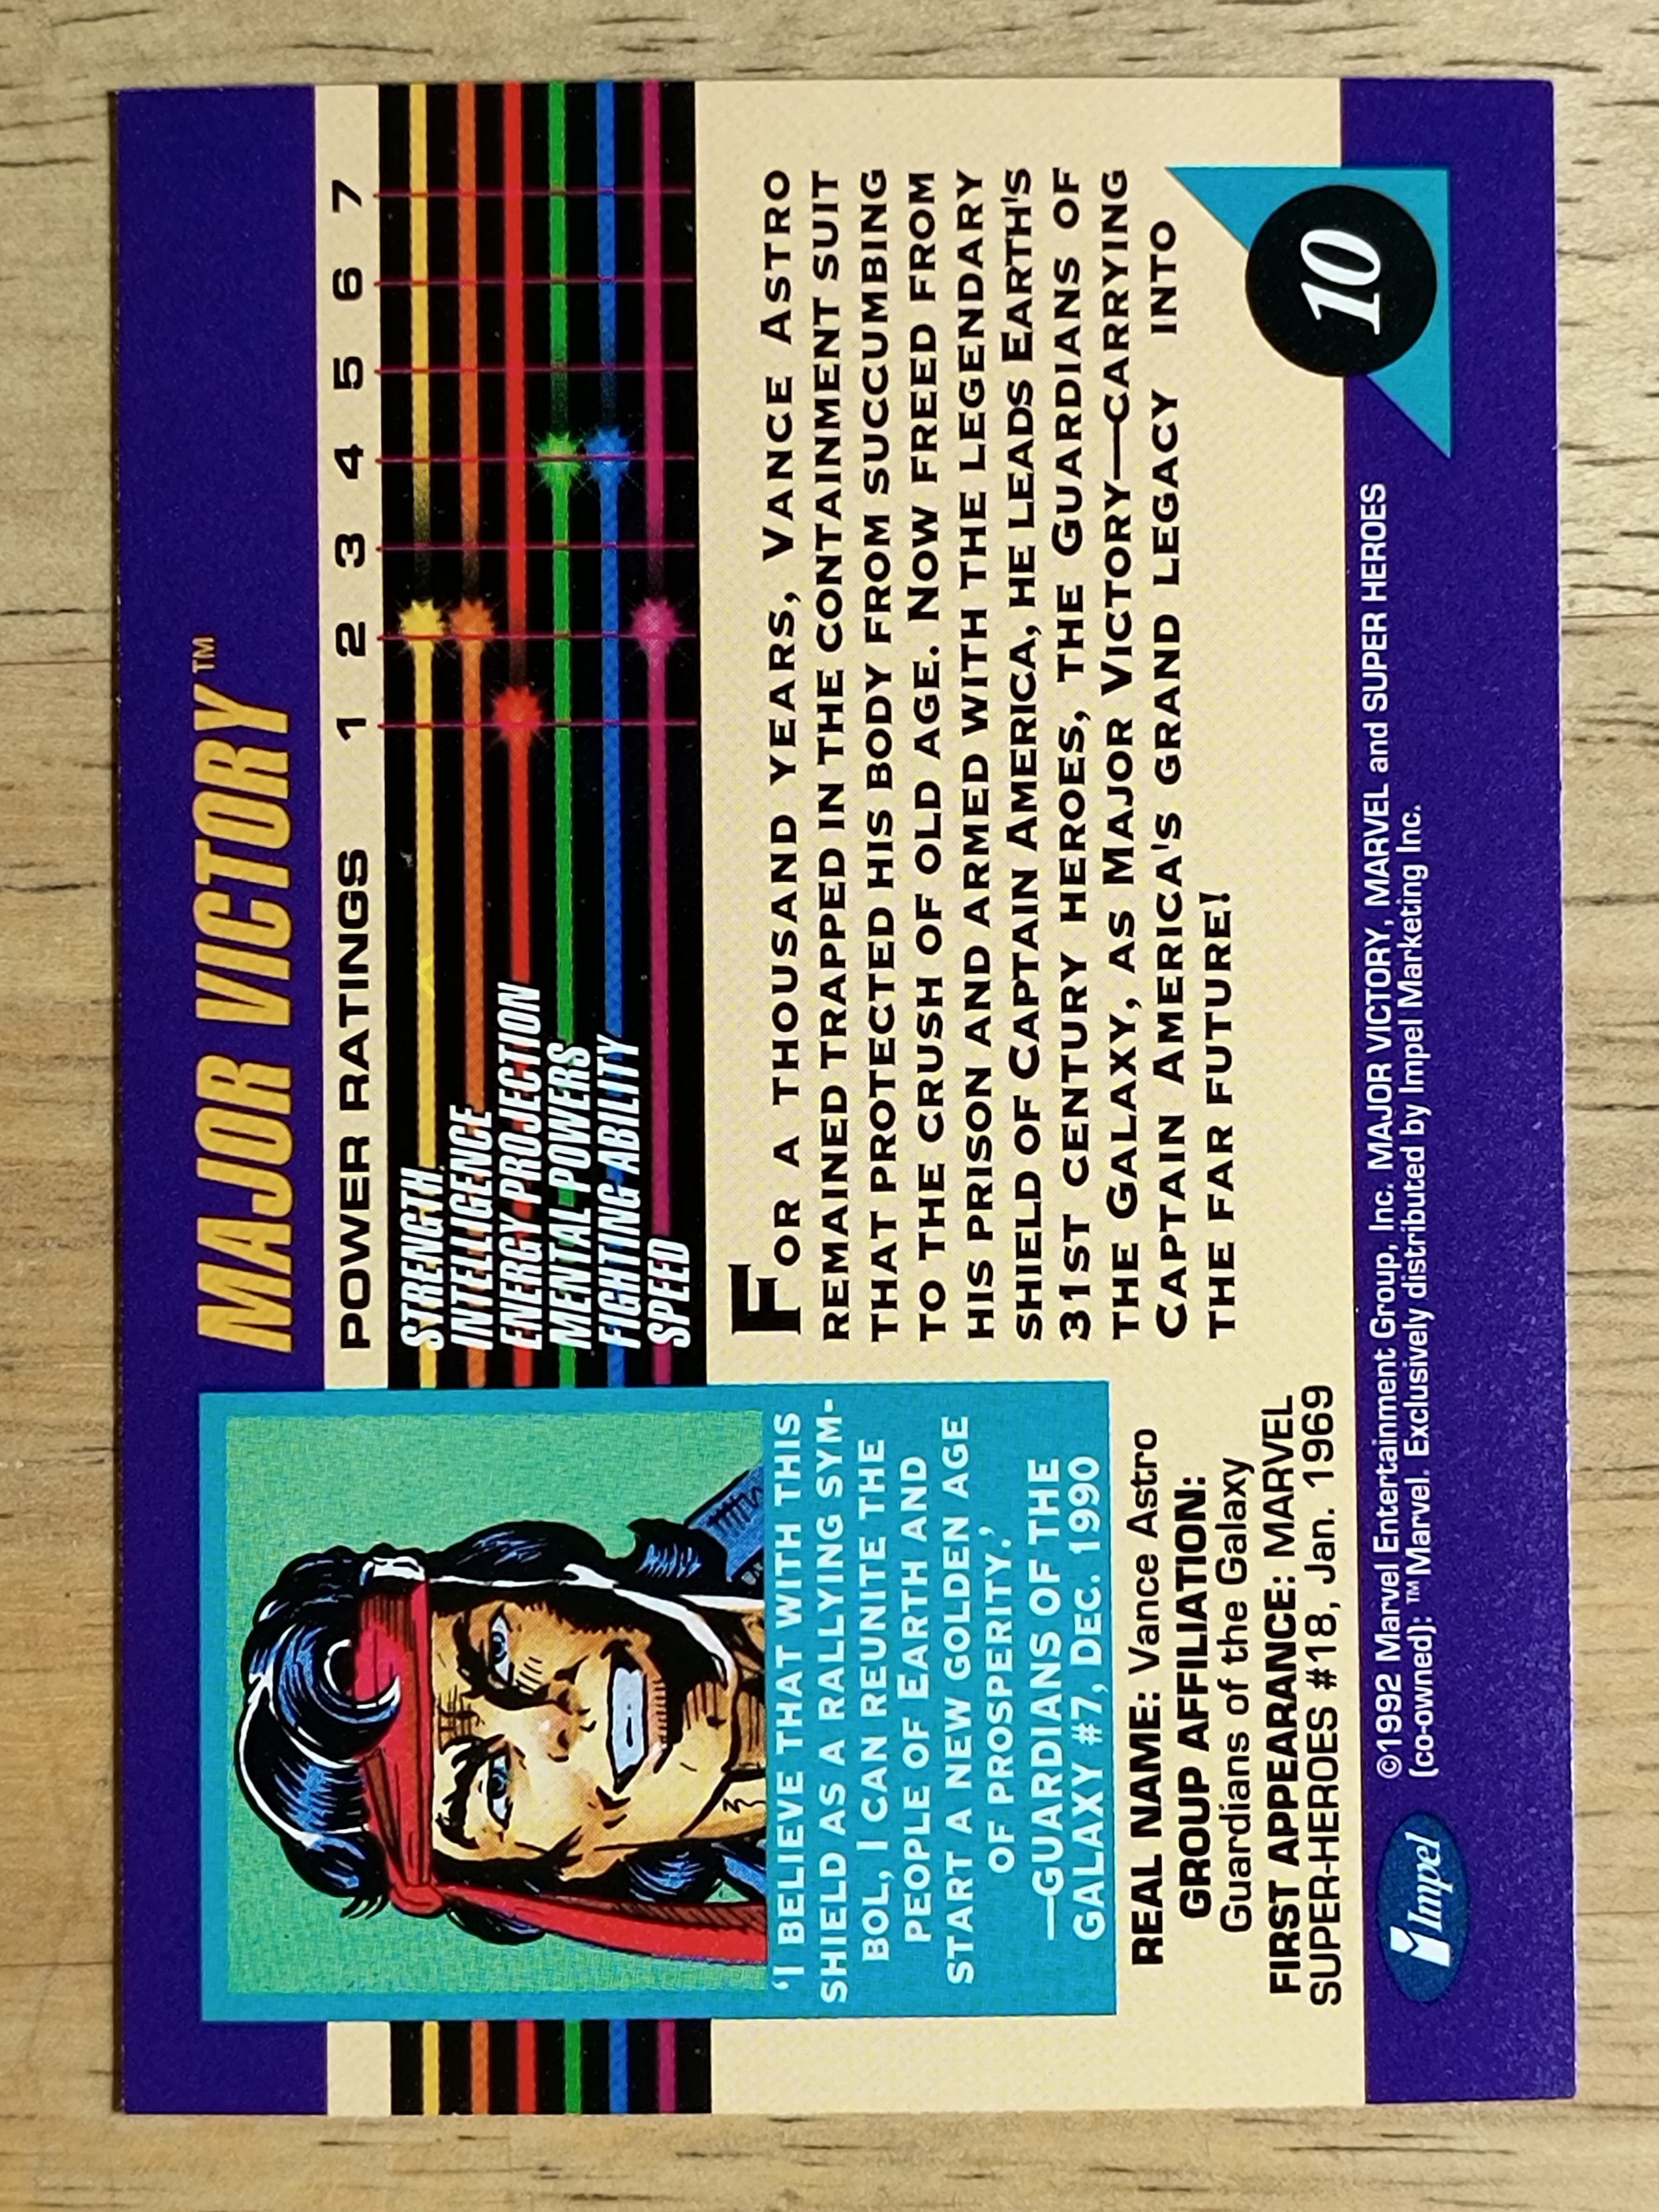 MAJOR VICTORY™
POWER RATINGS 1 2 3 4 5 6 7
STRENGTH
INTELLIGENCE
ENERGY PROJECTION
MENTAL POWERS
FIGHTING ABILITY
SPEED
'I BELIEVE THAT WITH THIS
SHIELD AS A RALLYING SYM-
BOL, I CAN REUNITE THE
PEOPLE OF EARTH AND
START A NEW GOLDEN AGE
OF PROSPERITY.'
—GUARDIANS OF THE
GALAXY #7, DEC. 1990
REAL NAME: Vance Astro
GROUP AFFILIATION:
Guardians of the Galaxy
FIRST APPEARANCE: MARVEL
SUPER-HEROES #18, Jan. 1969
FOR A THOUSAND YEARS, VANCE ASTRO
REMAINED TRAPPED IN THE CONTAINMENT SUIT
THAT PROTECTED HIS BODY FROM SUCCUMBING
TO THE CRUSH OF OLD AGE. NOW FREED FROM
HIS PRISON AND ARMED WITH THE LEGENDARY
SHIELD OF CAPTAIN AMERICA, HE LEADS EARTH'S
31ST CENTURY HEROES, THE GUARDIANS OF
THE GALAXY, AS MAJOR VICTORY—CARRYING
CAPTAIN AMERICA'S GRAND LEGACY INTO
THE FAR FUTURE!
10
Impel
©1992 Marvel Entertainment Group, Inc. MAJOR VICTORY, MARVEL and SUPER HEROES
(co-owned): ™ Marvel. Exclusively distributed by Impel Marketing Inc.